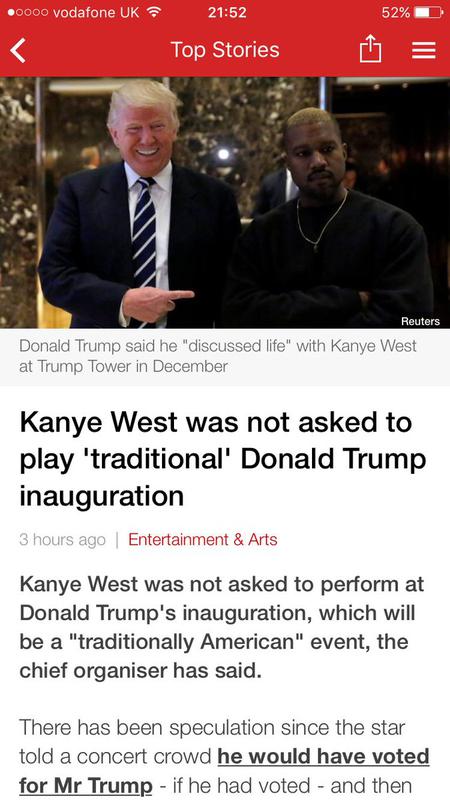 vodafone UK 21:52 52%
Top Stories
Reuters
Donald Trump said he "discussed life" with Kanye West
at Trump Tower in December
Kanye West was not asked to
play 'traditional' Donald Trump
inauguration
3 hours ago | Entertainment & Arts
Kanye West was not asked to perform at
Donald Trump's inauguration, which will
be a "traditionally American" event, the
chief organiser has said.
There has been speculation since the star
told a concert crowd he would have voted
for Mr Trump - if he had voted - and then